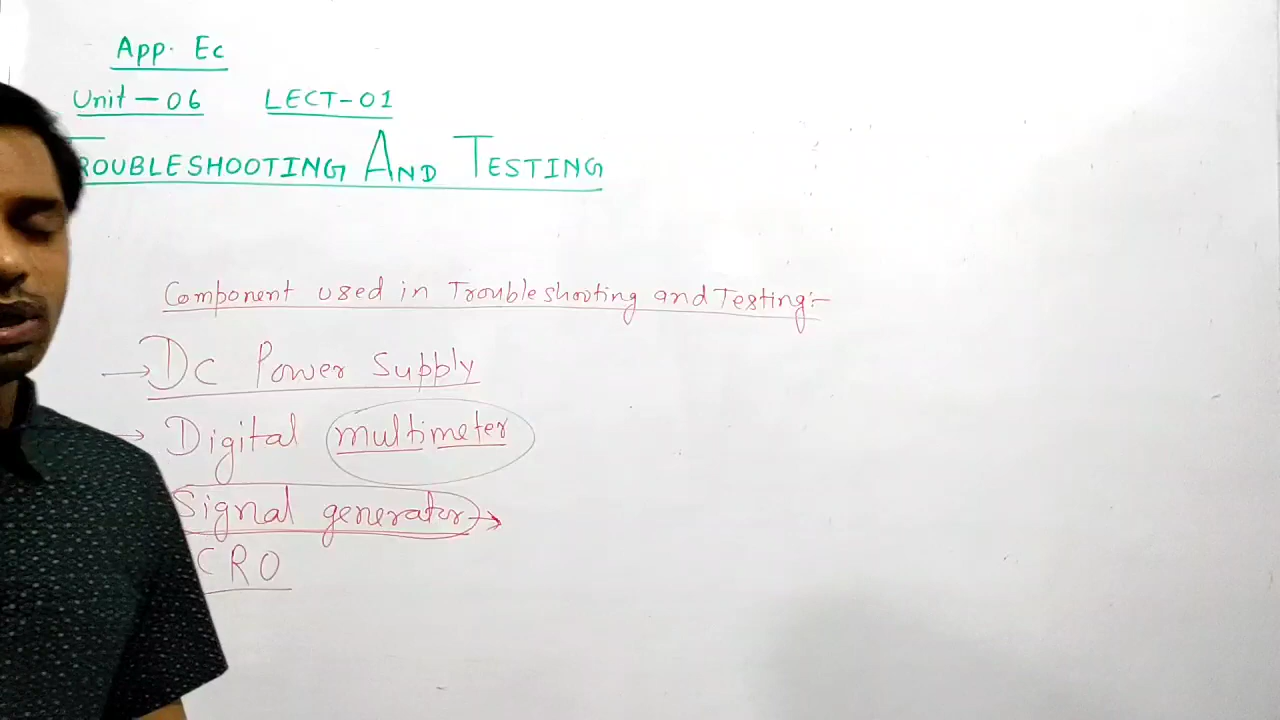 App. Ec
Unit - 06 LECT-01
TROUBLESHOOTING AND TESTING
Component used in Troubleshooting and Testing:-
→ DC Power Supply
→ Digital multimeter
Signal generator →
CRO